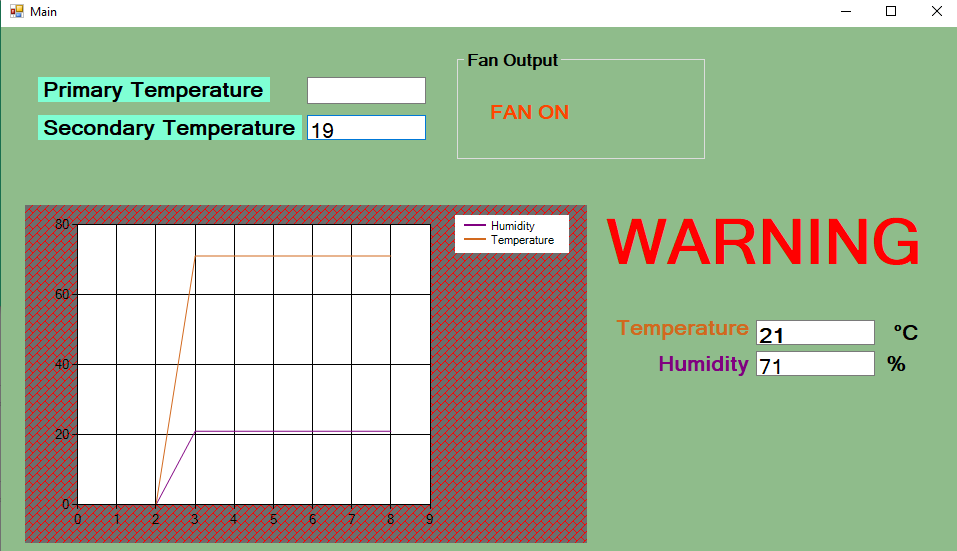 Main
Primary Temperature
Secondary Temperature 19
Fan Output
FAN ON
80
60
40
20
0
0 1 2 3 4 5 6 7 8 9
Humidity
Temperature
WARNING
Temperature 21 °C
Humidity 71 %